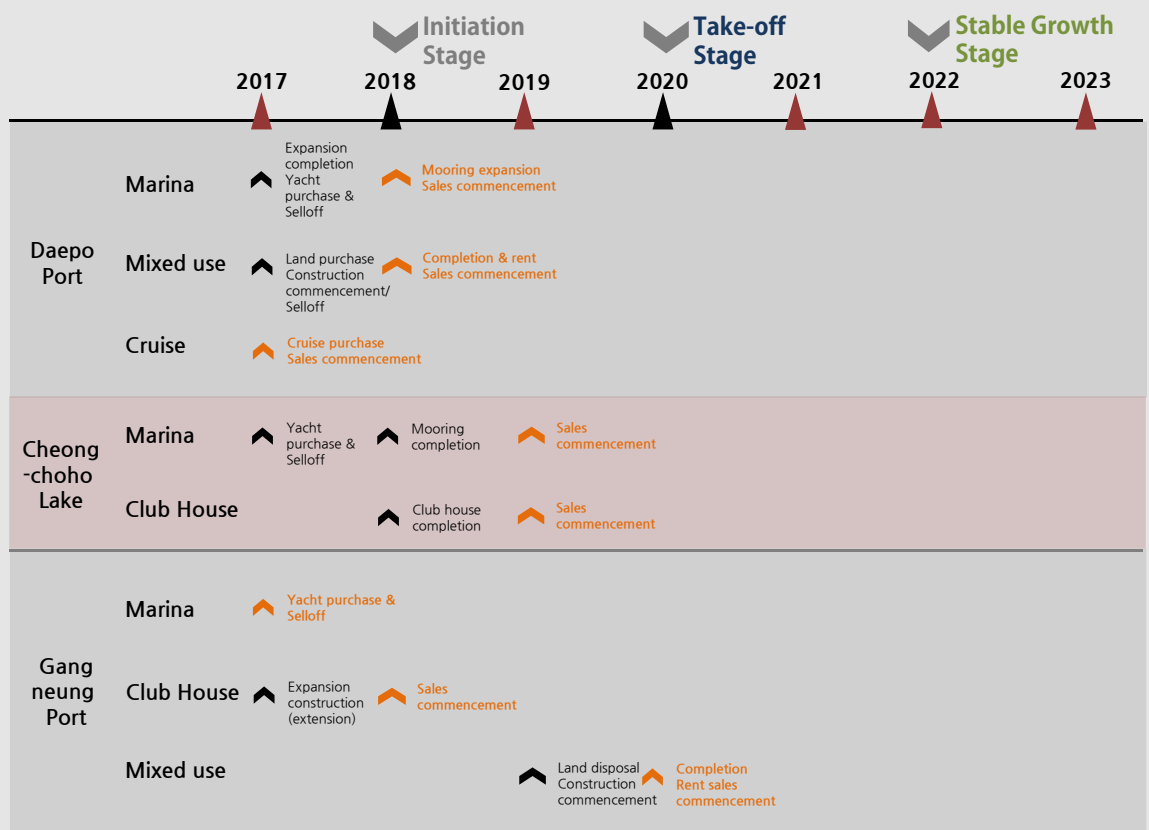 Initiation
Stage
Take-off
Stage
Stable Growth
Stage
2017
2018
2019
2020
2021
2022
2023
Daepo
Port
Marina
Expansion
completion
Yacht
purchase &
Selloff
Mooring expansion
Sales commencement
Mixed use
Land purchase
Construction
commencement/
Selloff
Completion & rent
Sales commencement
Cruise
Cruise purchase
Sales commencement
Cheong
-choho
Lake
Marina
Yacht
purchase &
Selloff
Mooring
completion
Sales
commencement
Club House
Club house
completion
Sales
commencement
Gang
neung
Port
Marina
Yacht purchase &
Selloff
Club House
Expansion
construction
(extension)
Sales
commencement
Mixed use
Land disposal
Construction
commencement
Completion
Rent sales
commencement